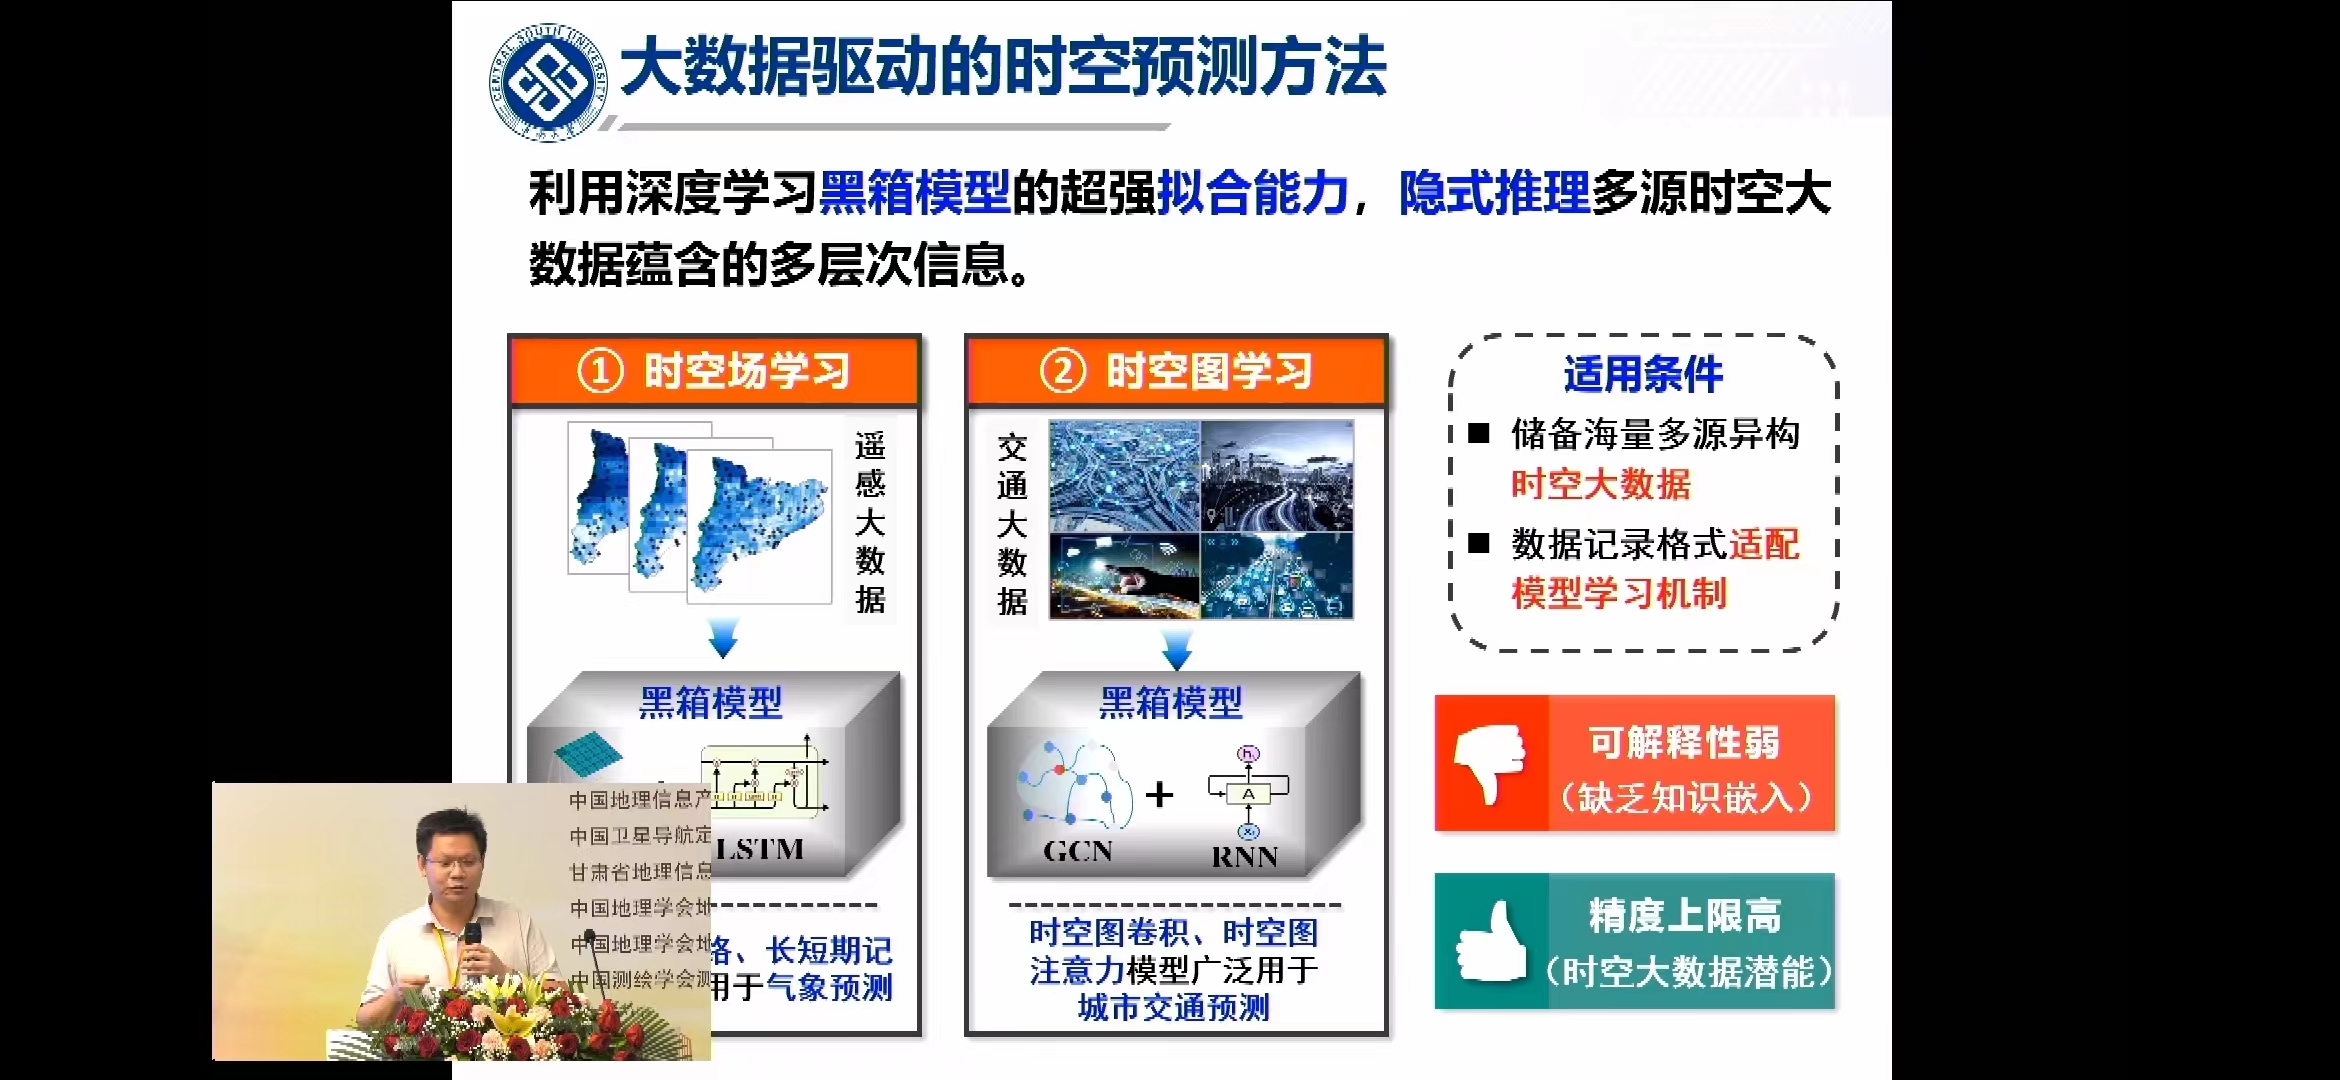 CENTRAL SOUTH UNIVERSITY
大数据驱动的时空预测方法
利用深度学习黑箱模型的超强拟合能力，隐式推理多源时空大
数据蕴含的多层次信息。
① 时空场学习
遥感大数据
黑箱模型
LSTM
络、长短期记
用于气象预测
② 时空图学习
交通大数据
黑箱模型
GCN
+
RNN
A
时空图卷积、时空图
注意力模型广泛用于
城市交通预测
适用条件
■ 储备海量多源异构
时空大数据
■ 数据记录格式适配
模型学习机制
可解释性弱
（缺乏知识嵌入）
精度上限高
（时空大数据潜能）
中国地理信息产
中国卫星导航定
甘肃省地理信息
中国地理学会地
中国地理学会地
中国测绘学会测